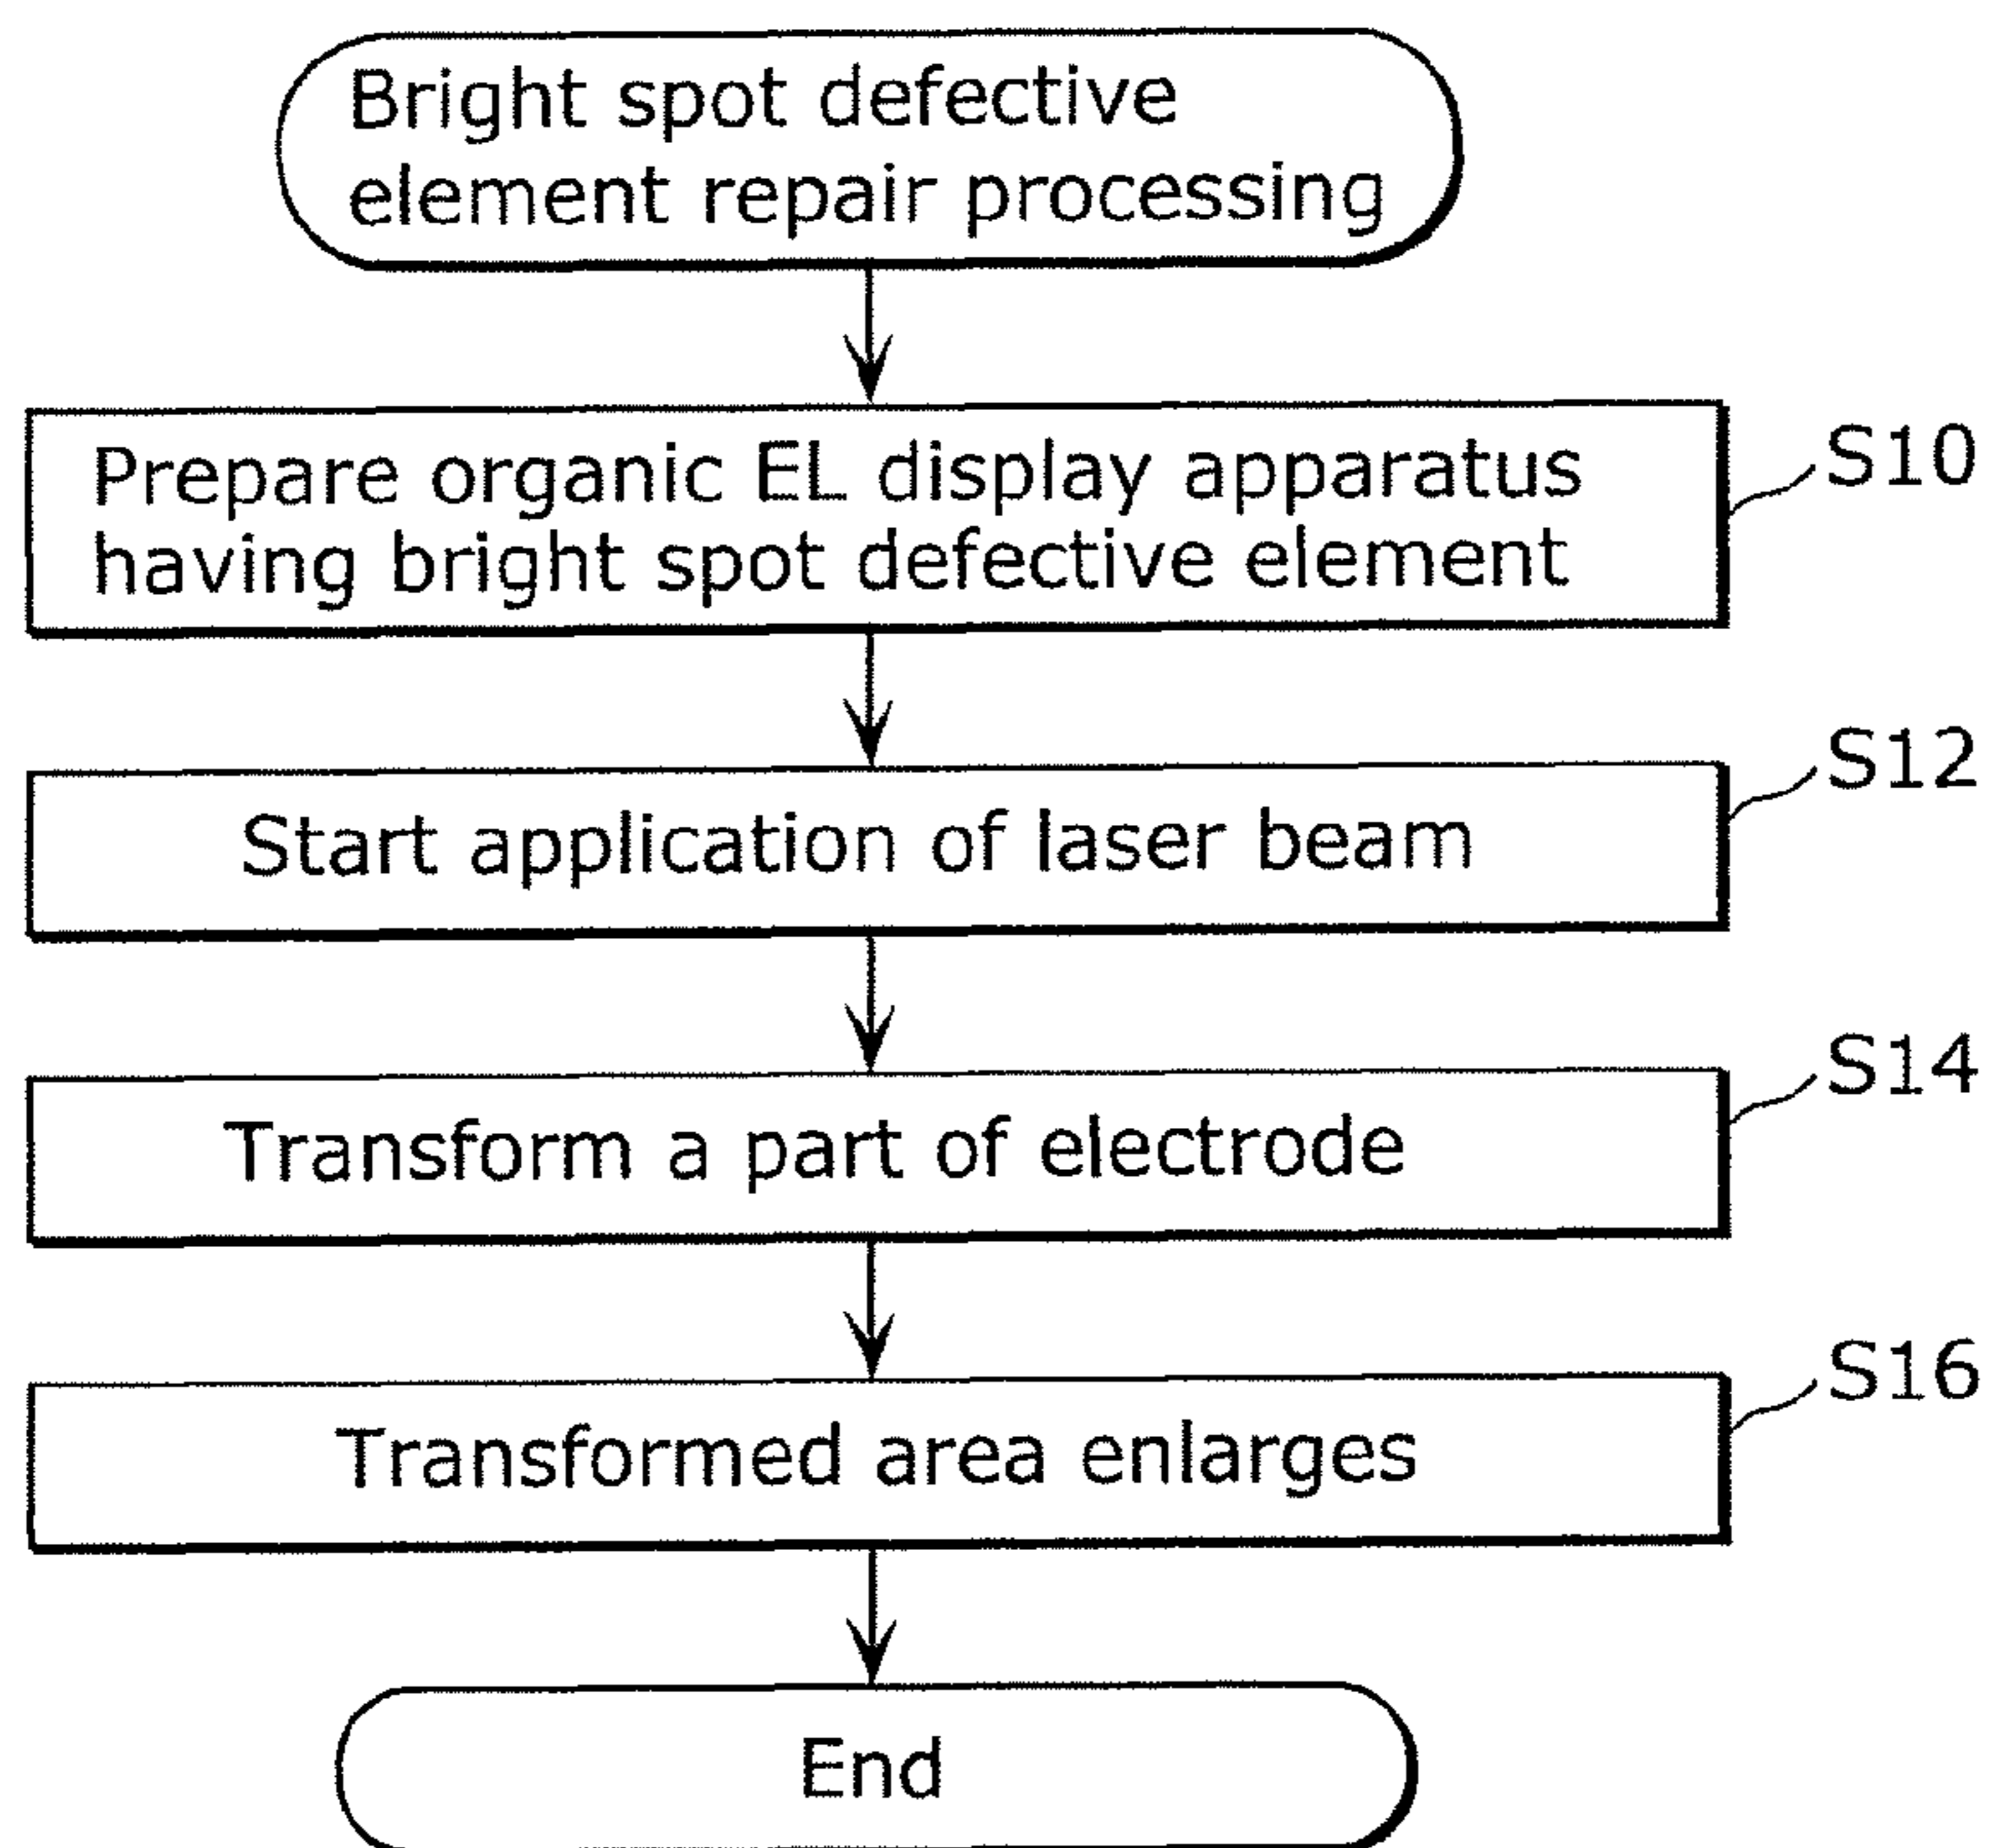 Bright spot defective
element repair processing
Prepare organic EL display apparatus
having bright spot defective element
S10
Start application of laser beam
S12
Transform a part of electrode
S14
Transformed area enlarges
S16
End